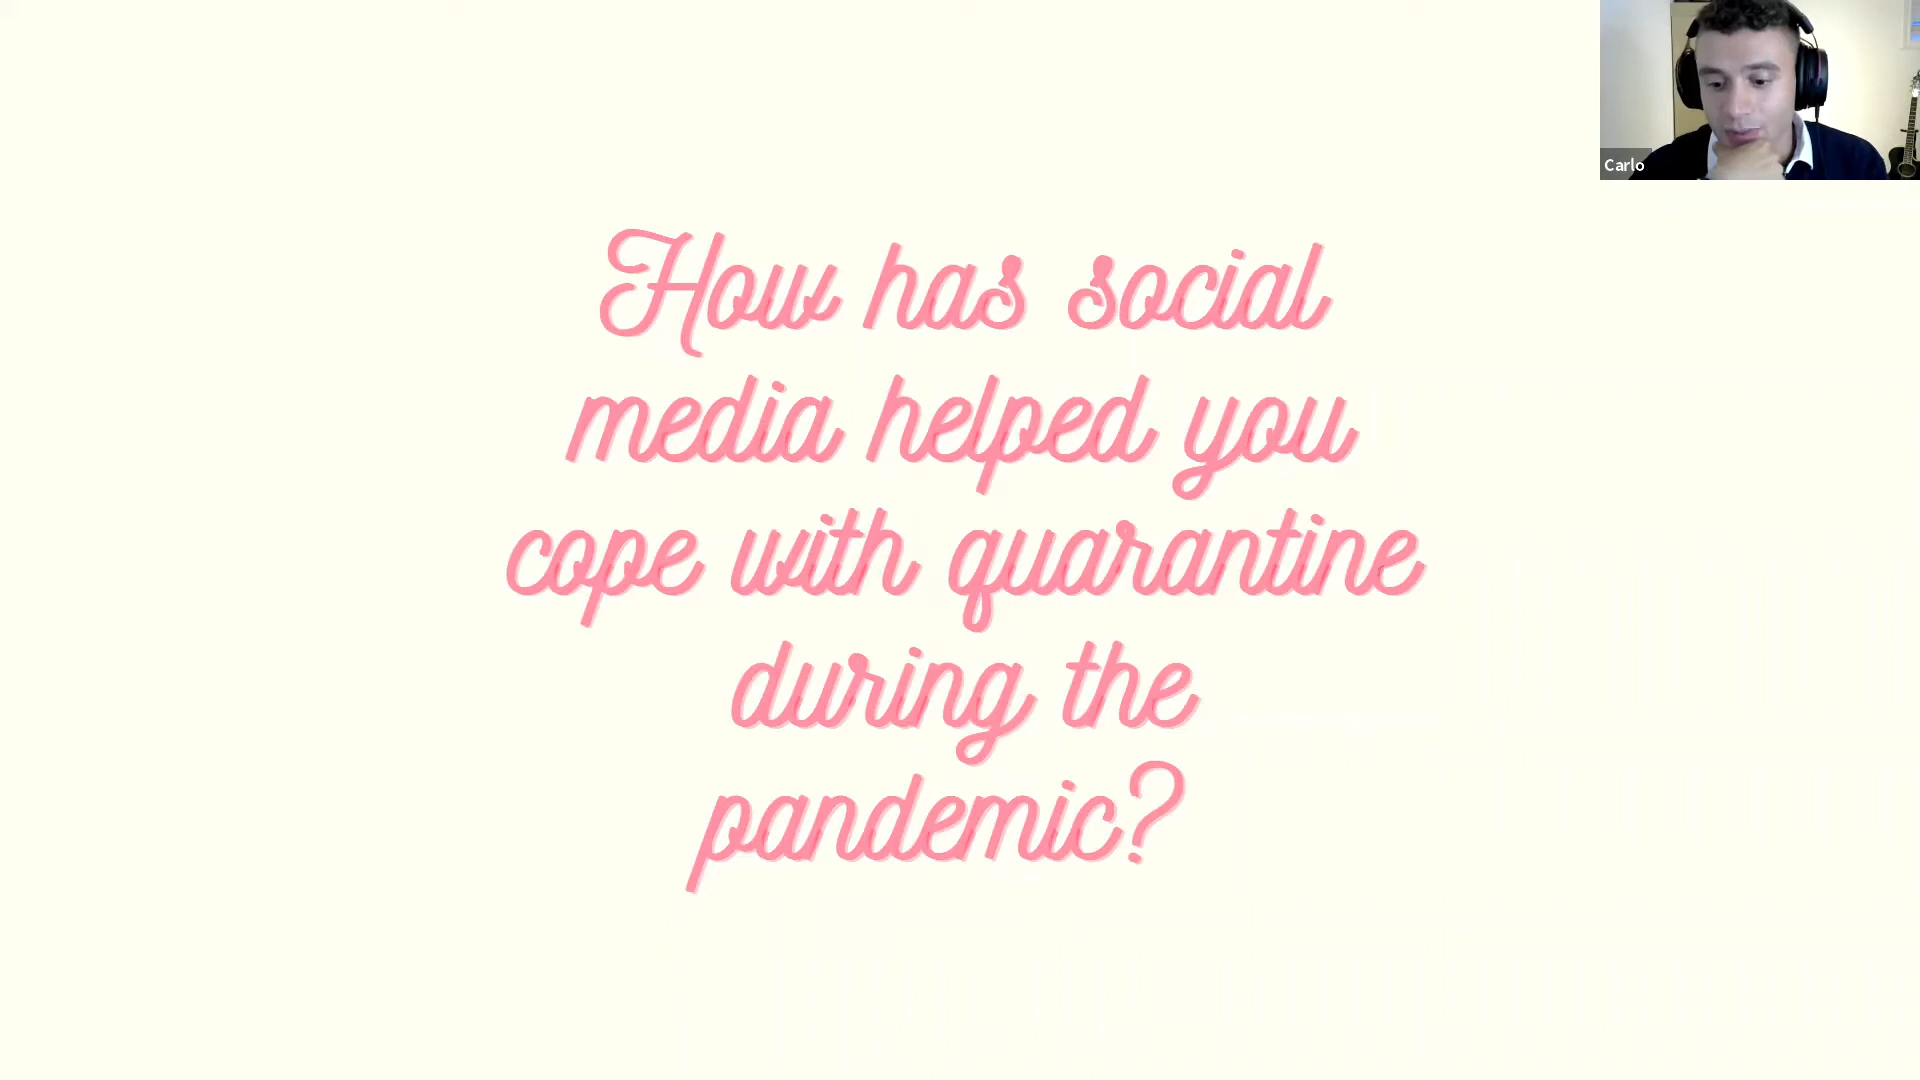 Carlo
How has social
media helped you
cope with quarantine
during the
pandemic?